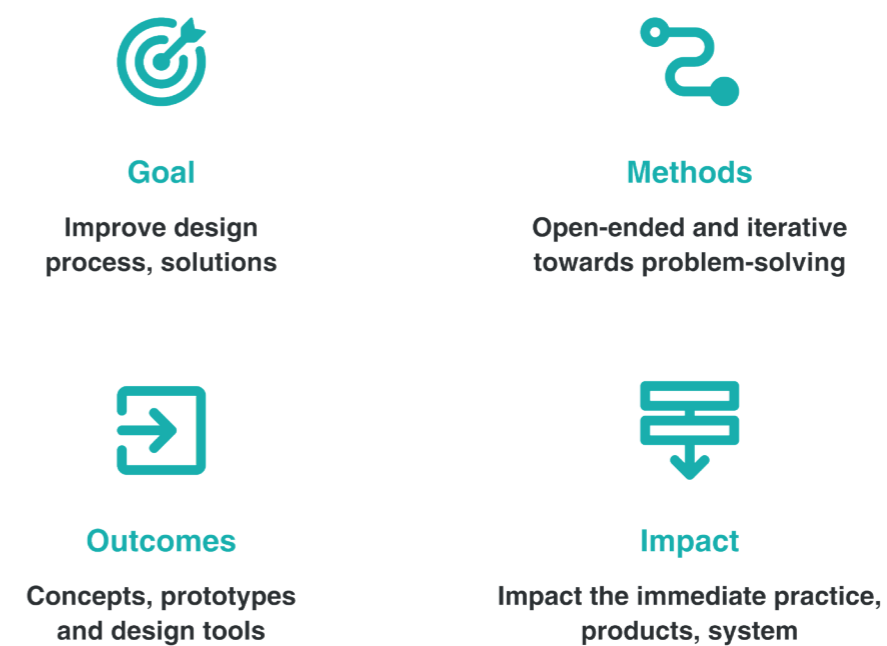 Goal
Improve design
process, solutions
Methods
Open-ended and iterative
towards problem-solving
Outcomes
Concepts, prototypes
and design tools
Impact
Impact the immediate practice,
products, system